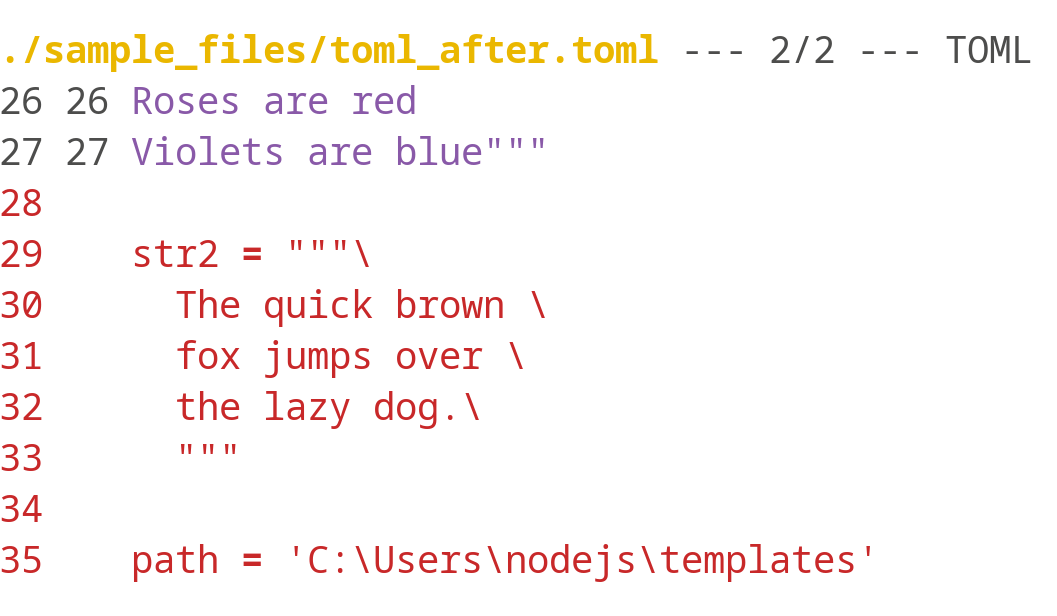 ./sample_files/toml_after.toml --- 2/2 --- TOML
26 26 Roses are red
27 27 Violets are blue"""
28
29    str2 = """\
30      The quick brown \
31      fox jumps over \
32      the lazy dog.\
33      """
34
35    path = 'C:\Users\nodejs\templates'